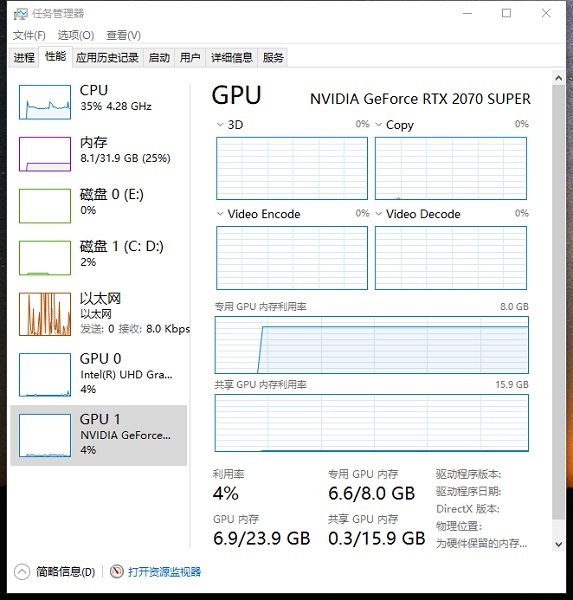 任务管理器
文件(F) 选项(O) 查看(V)
进程 性能 应用历史记录 启动 用户 详细信息 服务
CPU
35% 4.28 GHz
内存
8.1/31.9 GB (25%)
磁盘 0 (E:)
0%
磁盘 1 (C: D:)
2%
以太网
以太网
发送: 0 接收: 8.0 Kbps
GPU 0
Intel(R) UHD Gra...
4%
GPU 1
NVIDIA GeForce...
4%
GPU NVIDIA GeForce RTX 2070 SUPER
3D 0% Copy 0%
Video Encode 0% Video Decode 0%
专用 GPU 内存利用率 8.0 GB
共享 GPU 内存利用率 15.9 GB
利用率
4%
专用 GPU 内存
6.6/8.0 GB
GPU 内存
6.9/23.9 GB
共享 GPU 内存
0.3/15.9 GB
驱动程序版本:
驱动程序日期:
DirectX 版本:
物理位置:
为硬件保留的内存...
简略信息(D) 打开资源监视器